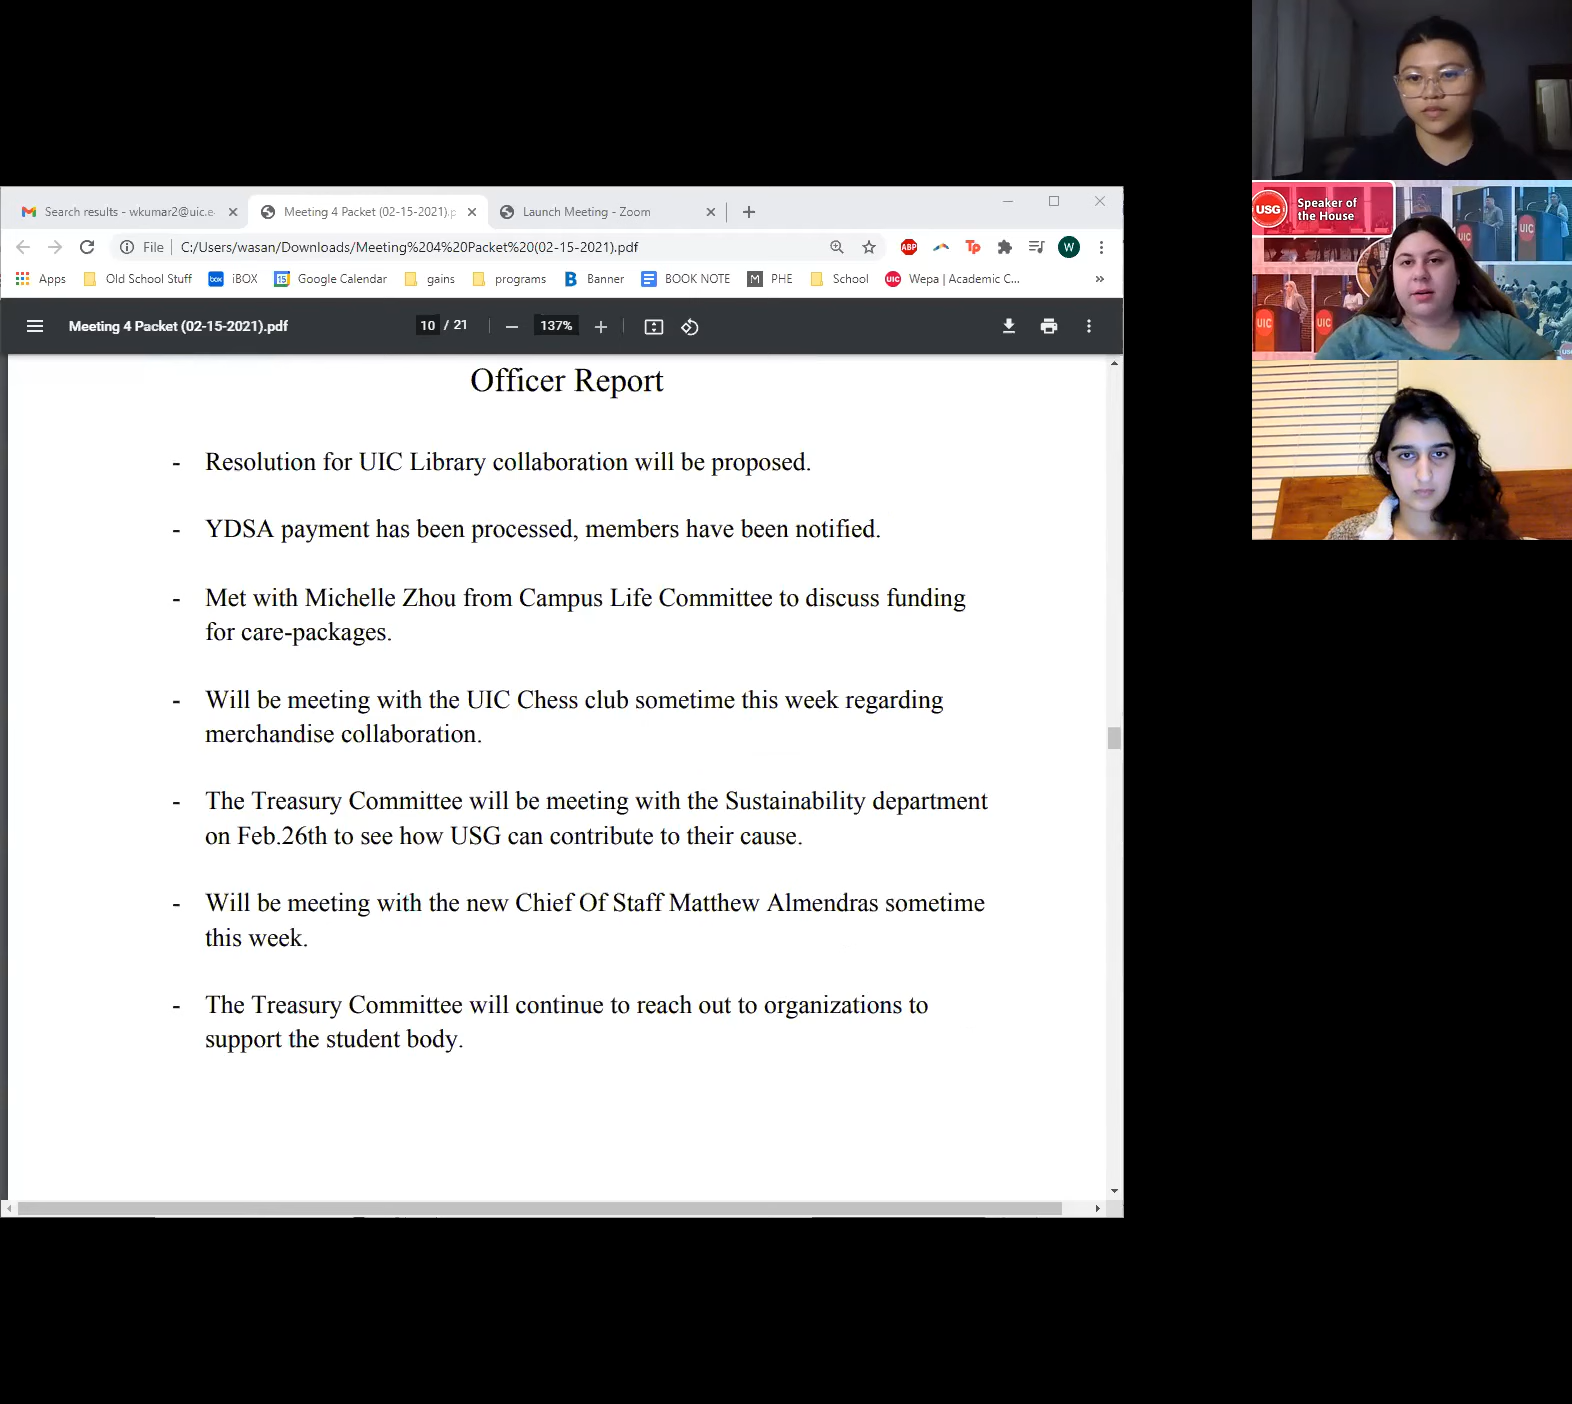 Search results - wkumar2@uic.e
Meeting 4 Packet (02-15-2021).p
Launch Meeting - Zoom
File
C:/Users/wasan/Downloads/Meeting%204%20Packet%20(02-15-2021).pdf
ABP
Tp
W
Apps
Old School Stuff
box
iBOX
15
Google Calendar
gains
programs
B
Banner
BOOK NOTE
M
PHE
School
UIC
Wepa | Academic C...
»
Meeting 4 Packet (02-15-2021).pdf
10 / 21
137%
Officer Report
- Resolution for UIC Library collaboration will be proposed.
- YDSA payment has been processed, members have been notified.
- Met with Michelle Zhou from Campus Life Committee to discuss funding
for care-packages.
- Will be meeting with the UIC Chess club sometime this week regarding
merchandise collaboration.
- The Treasury Committee will be meeting with the Sustainability department
on Feb.26th to see how USG can contribute to their cause.
- Will be meeting with the new Chief Of Staff Matthew Almendras sometime
this week.
- The Treasury Committee will continue to reach out to organizations to
support the student body.
USG
Speaker of
the House
UIC
UIC
UIC
UIC